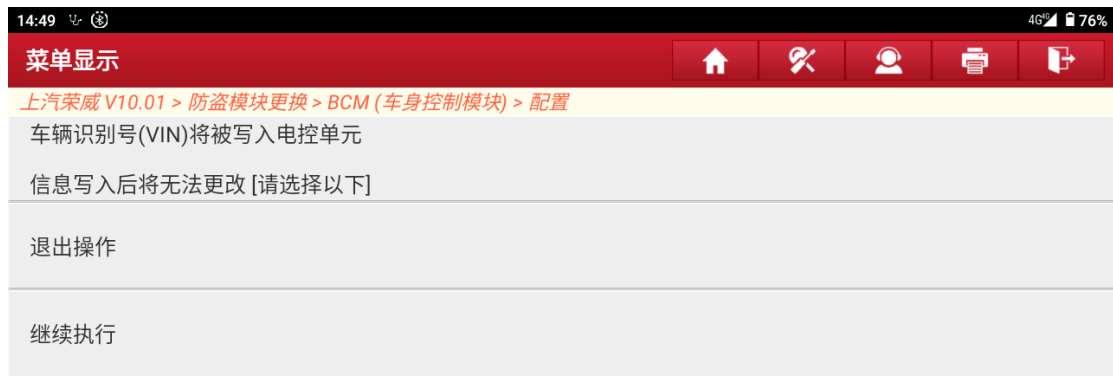 14:49 4G 76%
菜单显示
上汽荣威 V10.01 > 防盗模块更换 > BCM (车身控制模块) > 配置
车辆识别号(VIN)将被写入电控单元
信息写入后将无法更改 [请选择以下]
退出操作
继续执行